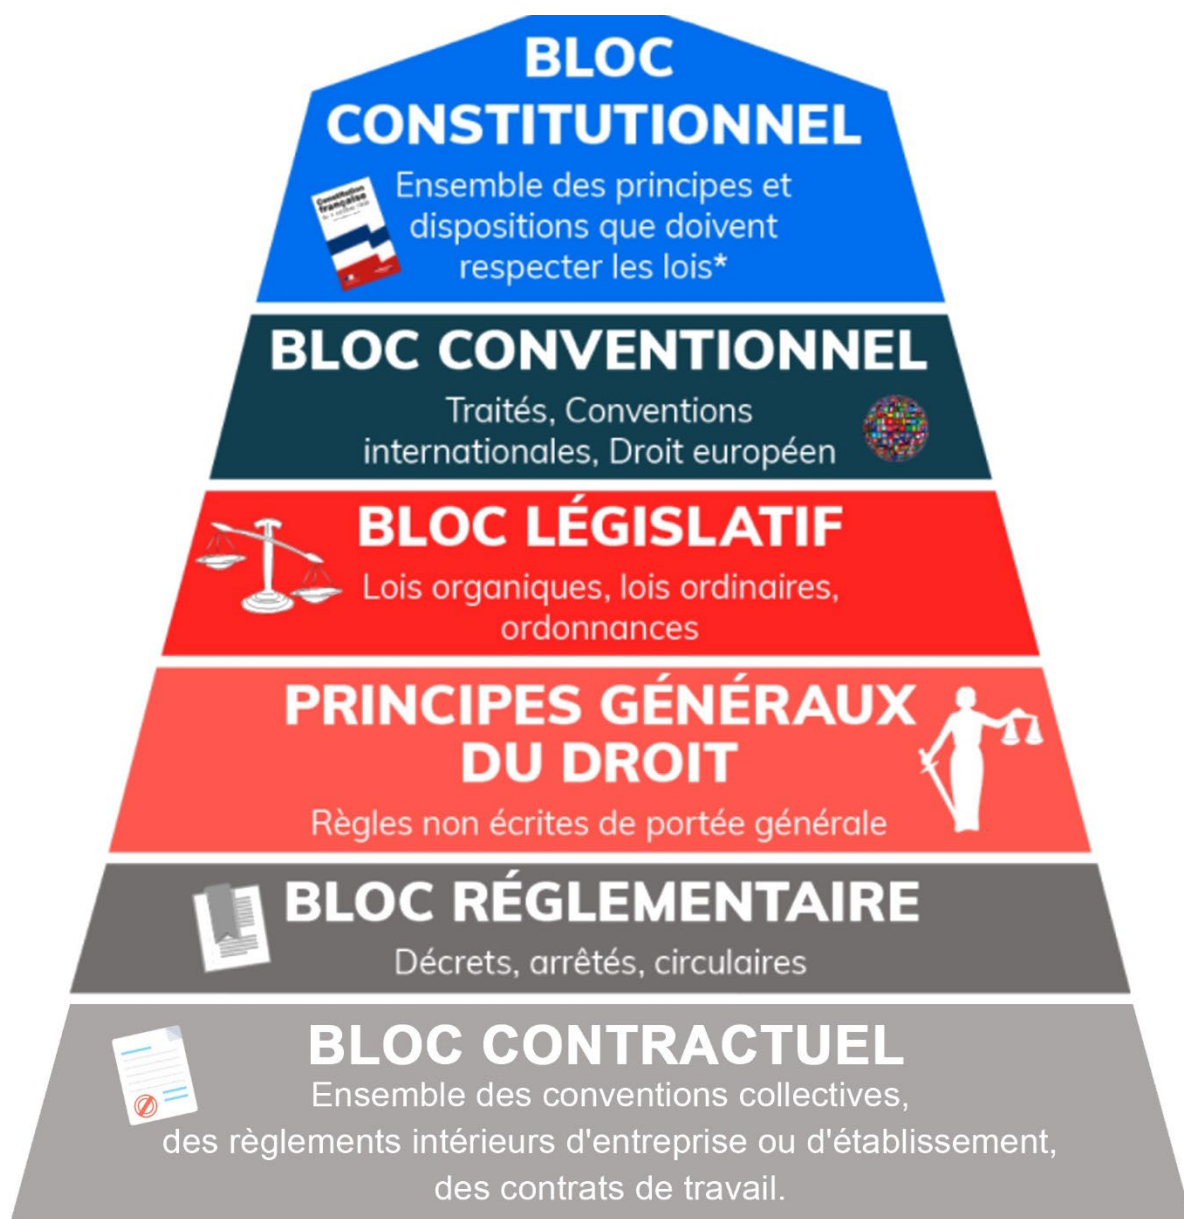 BLOC
CONSTITUTIONNEL
Ensemble des principes et
dispositions que doivent
respecter les lois*
Constitution
française
BLOC CONVENTIONNEL
Traités, Conventions
internationales, Droit européen
BLOC LÉGISLATIF
Lois organiques, lois ordinaires,
ordonnances
PRINCIPES GÉNÉRAUX
DU DROIT
Règles non écrites de portée générale
BLOC RÉGLEMENTAIRE
Décrets, arrêtés, circulaires
BLOC CONTRACTUEL
Ensemble des conventions collectives,
des règlements intérieurs d'entreprise ou d'établissement,
des contrats de travail.